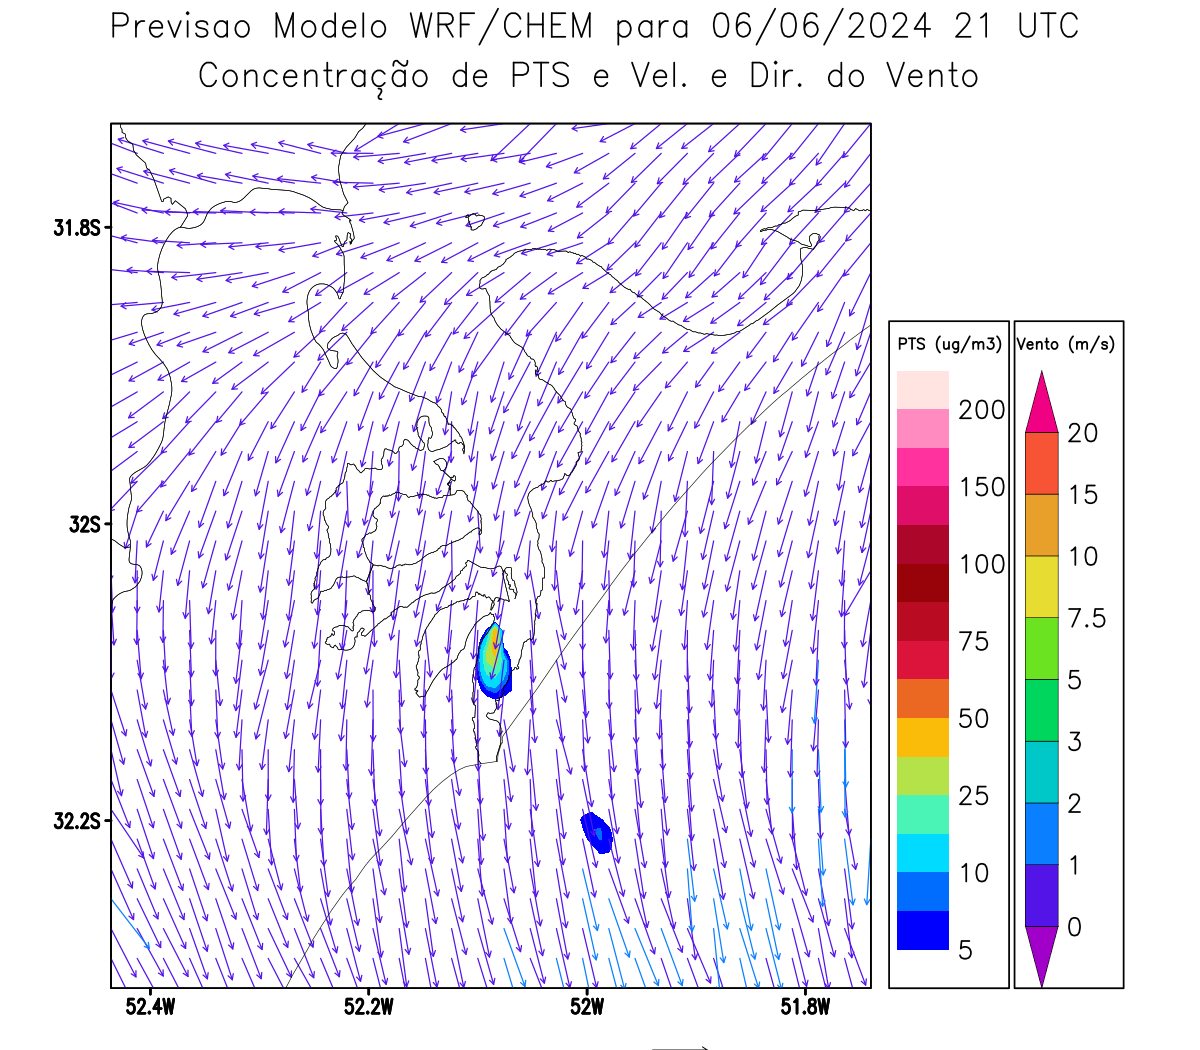 Previsao Modelo WRF/CHEM para 06/06/2024 21 UTC
Concentração de PTS e Vel. e Dir. do Vento
31.8S
32S
32.2S
52.4W
52.2W
52W
51.8W
PTS (ug/m3)
200
150
100
75
50
25
10
5
Vento (m/s)
20
15
10
7.5
5
3
2
1
0